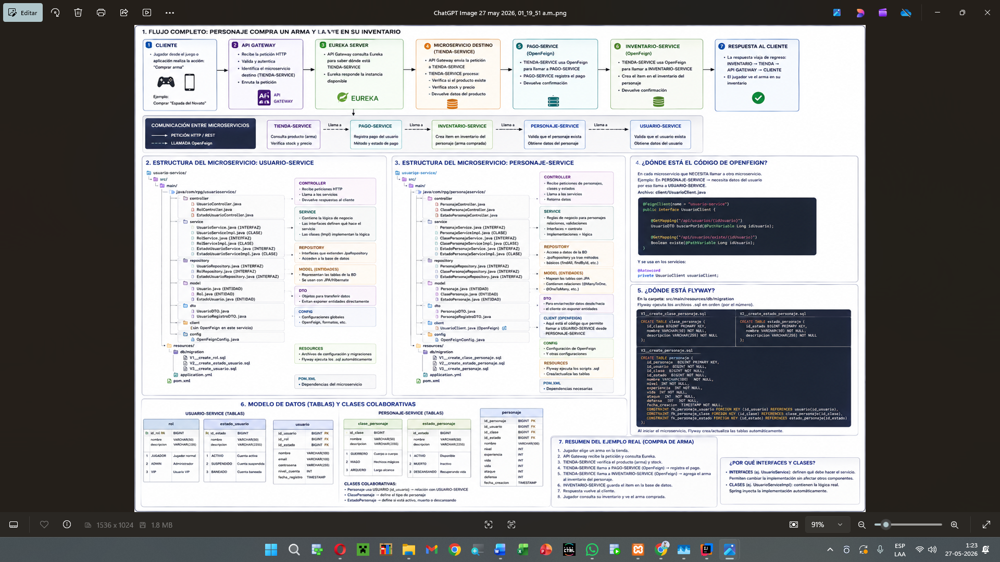 Editar
ChatGPT Image 27 may 2026, 01_19_51 a.m..png
1. FLUJO COMPLETO: PERSONAJE COMPRA UN ARMA Y EN SU INVENTARIO
1 CLIENTE
• Jugador desde el juego o
aplicación realiza la acción:
"Comprar arma"
Ejemplo:
Comprar "Espada del Novato"
2 API GATEWAY
• Recibe la petición HTTP
• Valida y autentica
• Identifica el microservicio
destino (TIENDA-SERVICE)
• Enruta la petición
API
GATEWAY
3 EUREKA SERVER
• API Gateway consulta Eureka
para saber dónde está
TIENDA-SERVICE
• Eureka responde la instancia
disponible
EUREKA
4 MICROSERVICIO DESTINO
(TIENDA-SERVICE)
• API Gateway envia la petición
a TIENDA-SERVICE
• TIENDA-SERVICE procesa:
- Verifica si el producto existe
- Verifica stock y precio
- Devuelve datos del producto
5 PAGO-SERVICE
(OpenFeign)
• TIENDA-SERVICE usa OpenFeign
para llamar a PAGO-SERVICE
• PAGO-SERVICE registra el pago
• Devuelve confirmación
6 INVENTARIO-SERVICE
(OpenFeign)
• TIENDA-SERVICE usa OpenFeign
para llamar a INVENTARIO-SERVICE
• Crea el item en el inventario del
personaje
• Devuelve confirmación
7 RESPUESTA AL CLIENTE
• La respuesta viaja de regreso:
INVENTARIO → TIENDA →
API GATEWAY → CLIENTE
• El jugador ve el arma en su
inventario
COMUNICACIÓN ENTRE MICROSERVICIOS
PETICIÓN HTTP / REST
LLAMADA OpenFeign
TIENDA-SERVICE
Consulta producto (arma)
Verifica stock y precio
Llama a
PAGO-SERVICE
Registra pago del usuario
Método y estado de pago
Llama a
INVENTARIO-SERVICE
Crea item en inventario del
personaje (arma comprada)
Llama a
PERSONAJE-SERVICE
Valida que el personaje exista
Obtiene datos del personaje
Llama a
USUARIO-SERVICE
Valida que el usuario exista
Obtiene datos del usuario
2. ESTRUCTURA DEL MICROSERVICIO: USUARIO-SERVICE
usuario-service/
src/
main/
java/com/rpg/usuarioservice/
controller
UsuarioController.java
RolController.java
EstadoUsuarioController.java
service
UsuarioService.java (INTERFAZ)
UsuarioServiceImpl.java (CLASE)
RolService.java (INTERFAZ)
RolServiceImpl.java (CLASE)
EstadoUsuarioService.java (INTERFAZ)
EstadoUsuarioServiceImpl.java (CLASE)
repository
UsuarioRepository.java (INTERFAZ)
RolRepository.java (INTERFAZ)
EstadoUsuarioRepository.java (INTERFAZ)
model
Usuario.java (ENTIDAD)
Rol.java (ENTIDAD)
EstadoUsuario.java (ENTIDAD)
dto
UsuarioDTO.java
UsuarioRegistroDTO.java
client
(sin OpenFeign en este servicio)
config
OpenFeignConfig.java
resources/
db/migration
V1__create_rol.sql
V2__create_estado_usuario.sql
V3__create_usuario.sql
application.yml
pom.xml
CONTROLLER
• Recibe peticiones HTTP
• Llama a los servicios
• Devuelve respuestas al cliente
SERVICE
• Contiene la lógica de negocio
• Las interfaces definen qué hace el
servicio
• Las clases (Impl) implementan la lógica
REPOSITORY
• Interfaces que extienden JpaRepository
• Acceden a la base de datos
MODEL (ENTIDADES)
• Representan las tablas de la BD
• Se usan con JPA/Hibernate
DTO
• Objetos para transferir datos
• Evitan exponer entidades directamente
CONFIG
• Configuraciones globales
• OpenFeign, formatos, etc.
RESOURCES
• Archivos de configuración y migraciones
• Flyway ejecuta los .sql automáticamente
POM.XML
• Dependencias del microservicio
3. ESTRUCTURA DEL MICROSERVICIO: PERSONAJE-SERVICE
usuariqe-service/
src/
main/
java/com/rpg/personajeservice/
controller
PersonajeController.java
ClasePersonajeController.java
EstadoPersonajeController.java
service
PersonajeService.java (INTERFAZ)
PersonajeServiceImpl.java (CLASE)
ClasePersonajeService.java (INTERFAZ)
ClasePersonajeServiceImpl.java (CLASE)
EstadoPersonajeService.java (INTERFAZ)
EstadoPersonajeServiceImpl.java (CLASE)
repository
PersonajeRepository.java (INTERFAZ)
ClasePersonajeRepository.java (INTERFAZ)
EstadoPersonajeRepository.java (INTERFAZ)
model
Personaje.java (ENTIDAD)
ClasePersonaje.java (ENTIDAD)
EstadoPersonaje.java (ENTIDAD)
dto
PersonajeDTO.java
PersonajeRegistroDTO.java
client
UsuarioClient.java (OpenFeign)
config
OpenFeignConfig.java
resources/
db/migration
V1__create_clase_personaje.sql
V2__create_estado_personaje.sql
V3__create_personaje.sql
application.yml
pom.xml
CONTROLLER
• Recibe peticiones de personajes,
clases y estados
• Llama a los servicios
• Retorna datos
SERVICE
• Reglas de negocio para personajes
relaciones, validaciones
• Interfaces = contrato
• Implementaciones = lógica
REPOSITORY
• Acceso a datos de la BD
• JpaRepository ya trae métodos
básicos (findAll, findById, etc.)
MODEL (ENTIDADES)
• Mapean las tablas con JPA
• Contienen relaciones (@ManyToOne,
• @OneToMany, etc.)
DTO
• Para enviar/recibir datos desde/hacia
• el cliente sin exponer entidades
CLIENT (OPENFEIGN)
• Aquí está el código que permite
llamar a USUARIO-SERVICE desde
PERSONAJE-SERVICE
CONFIG
• Configuración de OpenFeign
• Y otras configuraciones
RESOURCES
• Flyway ejecuta los scripts .sql
• Crea/actualiza las tablas
POM.XML
• Dependencias necesarias
4. ¿DÓNDE ESTÁ EL CÓDIGO DE OPENFEIGN?
En cada microservicio que NECESITA llamar a otro microservicio.
Ejemplo: En PERSONAJE-SERVICE → necesita datos del usuario
por eso llama a USUARIO-SERVICE.
Archivo: client/UsuarioClient.java
@FeignClient(name = "usuario-service")
public interface UsuarioClient {
@GetMapping("/api/usuarios/{idUsuario}")
UsuarioDTO buscarPorId(@PathVariable Long idUsuario);
@GetMapping("/api/usuarios/existe/{idUsuario}")
Boolean existe(@PathVariable Long idUsuario);
}
Y se usa en los servicios:
private UsuarioClient usuarioClient;
5. ¿DÓNDE ESTÁ FLYWAY?
En la carpeta: src/main/resources/db/migration
Flyway ejecuta los archivos .sql en orden (por el número).
V1__create_clase_personaje.sql
CREATE TABLE clase_personaje (
id_clase BIGINT PRIMARY KEY,
nombre VARCHAR(50) NOT NULL,
descripcion VARCHAR(255) NOT NULL
);
V2__create_estado_personaje.sql
CREATE TABLE estado_personaje (
id_estado BIGINT PRIMARY KEY,
nombre VARCHAR(50) NOT NULL,
descripcion VARCHAR(255) NOT NULL
);
V3__create_personaje.sql
CREATE TABLE personaje (
id_personaje BIGINT PRIMARY KEY,
id_usuario BIGINT NOT NULL,
id_clase BIGINT NOT NULL,
id_estado BIGINT NOT NULL,
nombre VARCHAR(100) NOT NULL,
nivel INT NOT NULL,
experiencia INT NOT NULL,
vida INT NOT NULL,
ataque INT NOT NULL,
defensa NOT NULL,
fecha_creacion TIMESTAMP NOT NULL,
CONSTRAINT fk_personaje_usuario FOREIGN KEY (id_usuario) REFERENCES usuario(id_usuario),
CONSTRAINT fk_personaje_clase FOREIGN KEY (id_clase) REFERENCES clase_personaje(id_clase),
CONSTRAINT fk_personaje_estado FOREIGN KEY (id_estado) REFERENCES estado_personaje(id_estado)
);
Al iniciar el microservicio, Flyway crea/actualiza las tablas automáticamente.
6. MODELO DE DATOS (TABLAS) Y CLASES COLABORATIVAS
USUARIO-SERVICE (TABLAS)
rol
id_rol BIGINT
nombre VARCHAR(50)
descripcion
1 JUGADOR Jugador normal
2 ADMIN Administrador
3 VIP Usuario VIP
estado_usuario
id_estado BIGINT
nombre VARCHAR(50)
descripcion VARCHAR(2255)
1 ACTIVO Cuenta activa
2 SUSPENDIDO Cuenta suspendida
3 BANEADO Cuenta baneada
usuario
id_usuario BIGINT PK
id_rol BIGINT FK
id_estado BIGINT FK
nombre VARCHAR(100)
email VARCHAR(100)
contrasena VARCHAR(255)
nivel_cuenta INT
fecha_registro TIMESTAMP
PERSONAJE-SERVICE (TABLAS)
clase_personaje
id_clase BIGINT
nombre VARCHAR(50)
descripcion
1 GUERRERO Cuerpo a cuerpo
2 MAGO Hechizos mágicos
3 ARQUERO Largo alcance
estado_personaje
id_estado BIGINT
nombre VARCHAR(50)
descripcion VARCHAR(2255)
1 ACTIVO Disponible
2 MUERTO Inactivo
3 DESCANSANDO Recuperando vida
personaje
id_personaje BIGINT PK
id_usuario BIGINT FK
id_clase BIGINT FK
id_estado BIGINT FK
nombre VARCHAR(100)
nivel INT
experiencia INT
vida INT
vida INT
ataque INT
defensa INT
fecha_creacion TIMESTAMP
CLASES COLABORATIVAS:
• Personaje usa USUARIO (id_usuario) → relación con USUARIO-SERVICE
• ClasePersonaje → define el tipo de personaje
• EstadoPersonaje → define si está activo, muerto o descansando
7. RESUMEN DEL EJEMPLO REAL (COMPRA DE ARMA)
1. Jugador elige un arma en la tienda.
2. API Gateway recibe la petición y consulta Eureka.
3. TIENDA-SERVICE verifica el producto (arma) y stock.
4. TIENDA-SERVICE llama a PAGO-SERVICE (OpenFeign) → registra el pago.
5. TIENDA-SERVICE llama a INVENTARIO-SERVICE (OpenFeign) → agrega el arma
al inventario del personaje.
6. INVENTARIO-SERVICE guarda el item en la base de datos.
7. Respuesta vuelve al cliente.
8. Jugador consulta su inventario y ve el arma comprada.
¿POR QUÉ INTERFACES Y CLASES?
• INTERFACES (ej. UsuarioService): definen qué debe hacer el servicio.
Permiten cambiar la implementación sin afectar otros componentes.
• CLASES (ej. UsuarioServiceImpl): contienen la lógica real.
Spring inyecta la implementación automáticamente.
1536 x 1024
1.8 MB
91%
ESP
LAA
1:23
27-05-2026